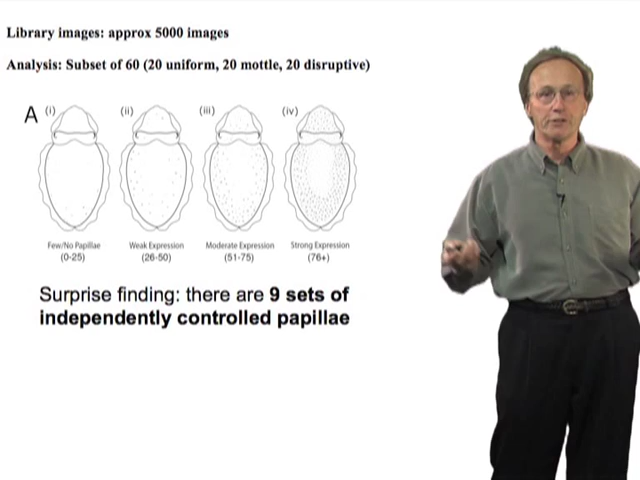 Library images: approx 5000 images
Analysis: Subset of 60 (20 uniform, 20 mottle, 20 disruptive)
A (i) (ii) (iii) (iv)
Few/No Papillae Weak Expression Moderate Expression Strong Expression
(0-25) (26-50) (51-75) (76+)
Surprise finding: there are 9 sets of
independently controlled papillae